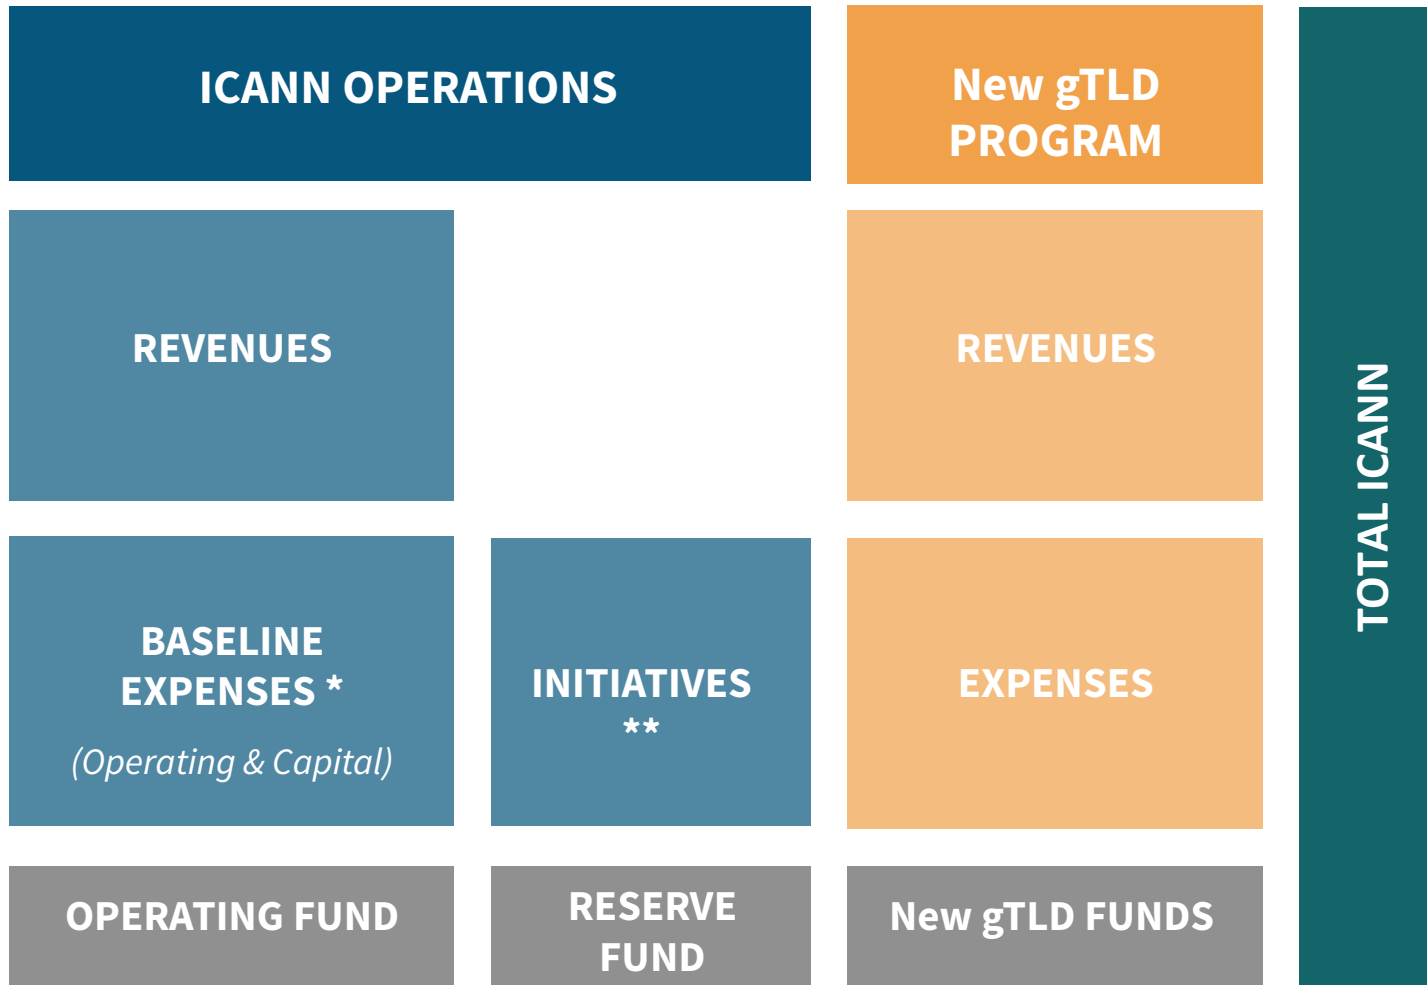 ICANN OPERATIONS
New gTLD
PROGRAM
REVENUES
REVENUES
BASELINE
EXPENSES *
(Operating & Capital)
INITIATIVES
**
EXPENSES
OPERATING FUND
RESERVE
FUND
New gTLD FUNDS
TOTAL ICANN